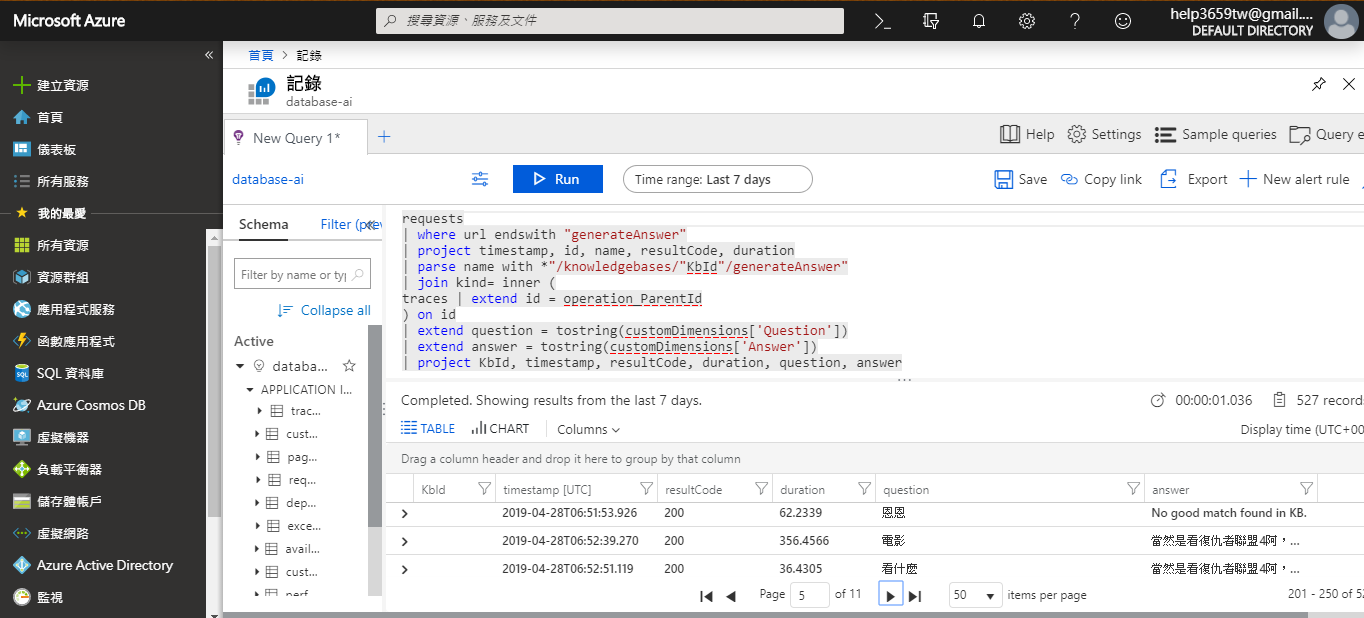 Microsoft Azure
搜尋資源、服務及文件
help3659tw@gmail....
DEFAULT DIRECTORY
建立資源
首頁
儀表板
所有服務
我的最愛
所有資源
資源群組
應用程式服務
函數應用程式
SQL 資料庫
Azure Cosmos DB
虛擬機器
負載平衡器
儲存體帳戶
虛擬網路
Azure Active Directory
監視
首頁 > 記錄
記錄
database-ai
New Query 1*
Help Settings Sample queries Query e
database-ai
Run
Time range: Last 7 days
Save Copy link Export New alert rule
Schema Filter (prev
Filter by name or typ
Collapse all
Active
databa...
APPLICATION I...
trac...
cust...
pag...
req...
dep...
exce...
avail...
cust...
perf
requests
| where url endswith "generateAnswer"
| project timestamp, id, name, resultCode, duration
| parse name with *"/knowledgebases/"KbId"/generateAnswer"
| join kind= inner (
traces | extend id = operation_ParentId
) on id
| extend question = tostring(customDimensions['Question'])
| extend answer = tostring(customDimensions['Answer'])
| project KbId, timestamp, resultCode, duration, question, answer
...
Completed. Showing results from the last 7 days.
00:00:01.036 527 records
TABLE CHART Columns
Display time (UTC+00
Drag a column header and drop it here to group by that column
KbId timestamp [UTC] resultCode duration question answer
2019-04-28T06:51:53.926 200 62.2339 恩恩 No good match found in KB.
2019-04-28T06:52:39.270 200 356.4566 電影 當然是看復仇者聯盟4阿，...
2019-04-28T06:52:51.119 200 36.4305 看什麼 當然是看復仇者聯盟4阿，...
Page 5 of 11 50 items per page 201 - 250 of 52